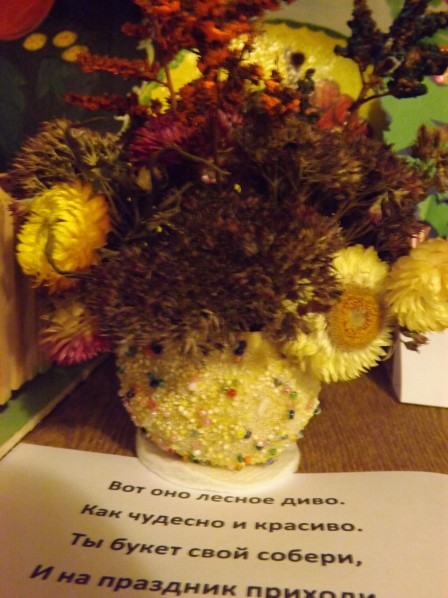 Вот оно лесное диво.
Как чудесно и красиво.
Ты букет свой собери,
И на праздник приходи